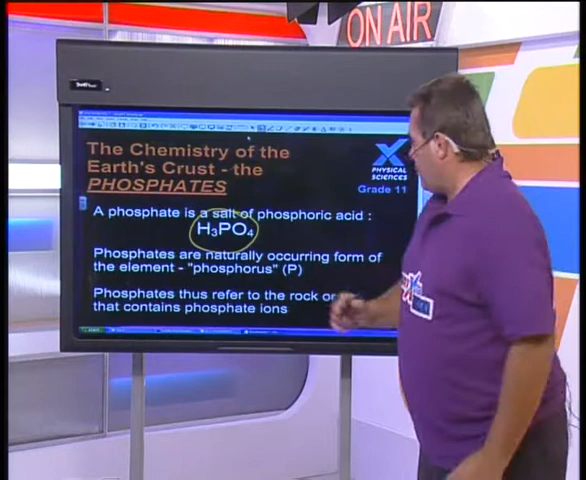 ON AIR
The Chemistry of the
Earth's Crust - the
PHOSPHATES
X
PHYSICAL
SCIENCES
Grade 11
A phosphate is a salt of phosphoric acid :
H₃PO₄
Phosphates are naturally occurring form of
the element - "phosphorus" (P)
Phosphates thus refer to the rock or
that contains phosphate ions